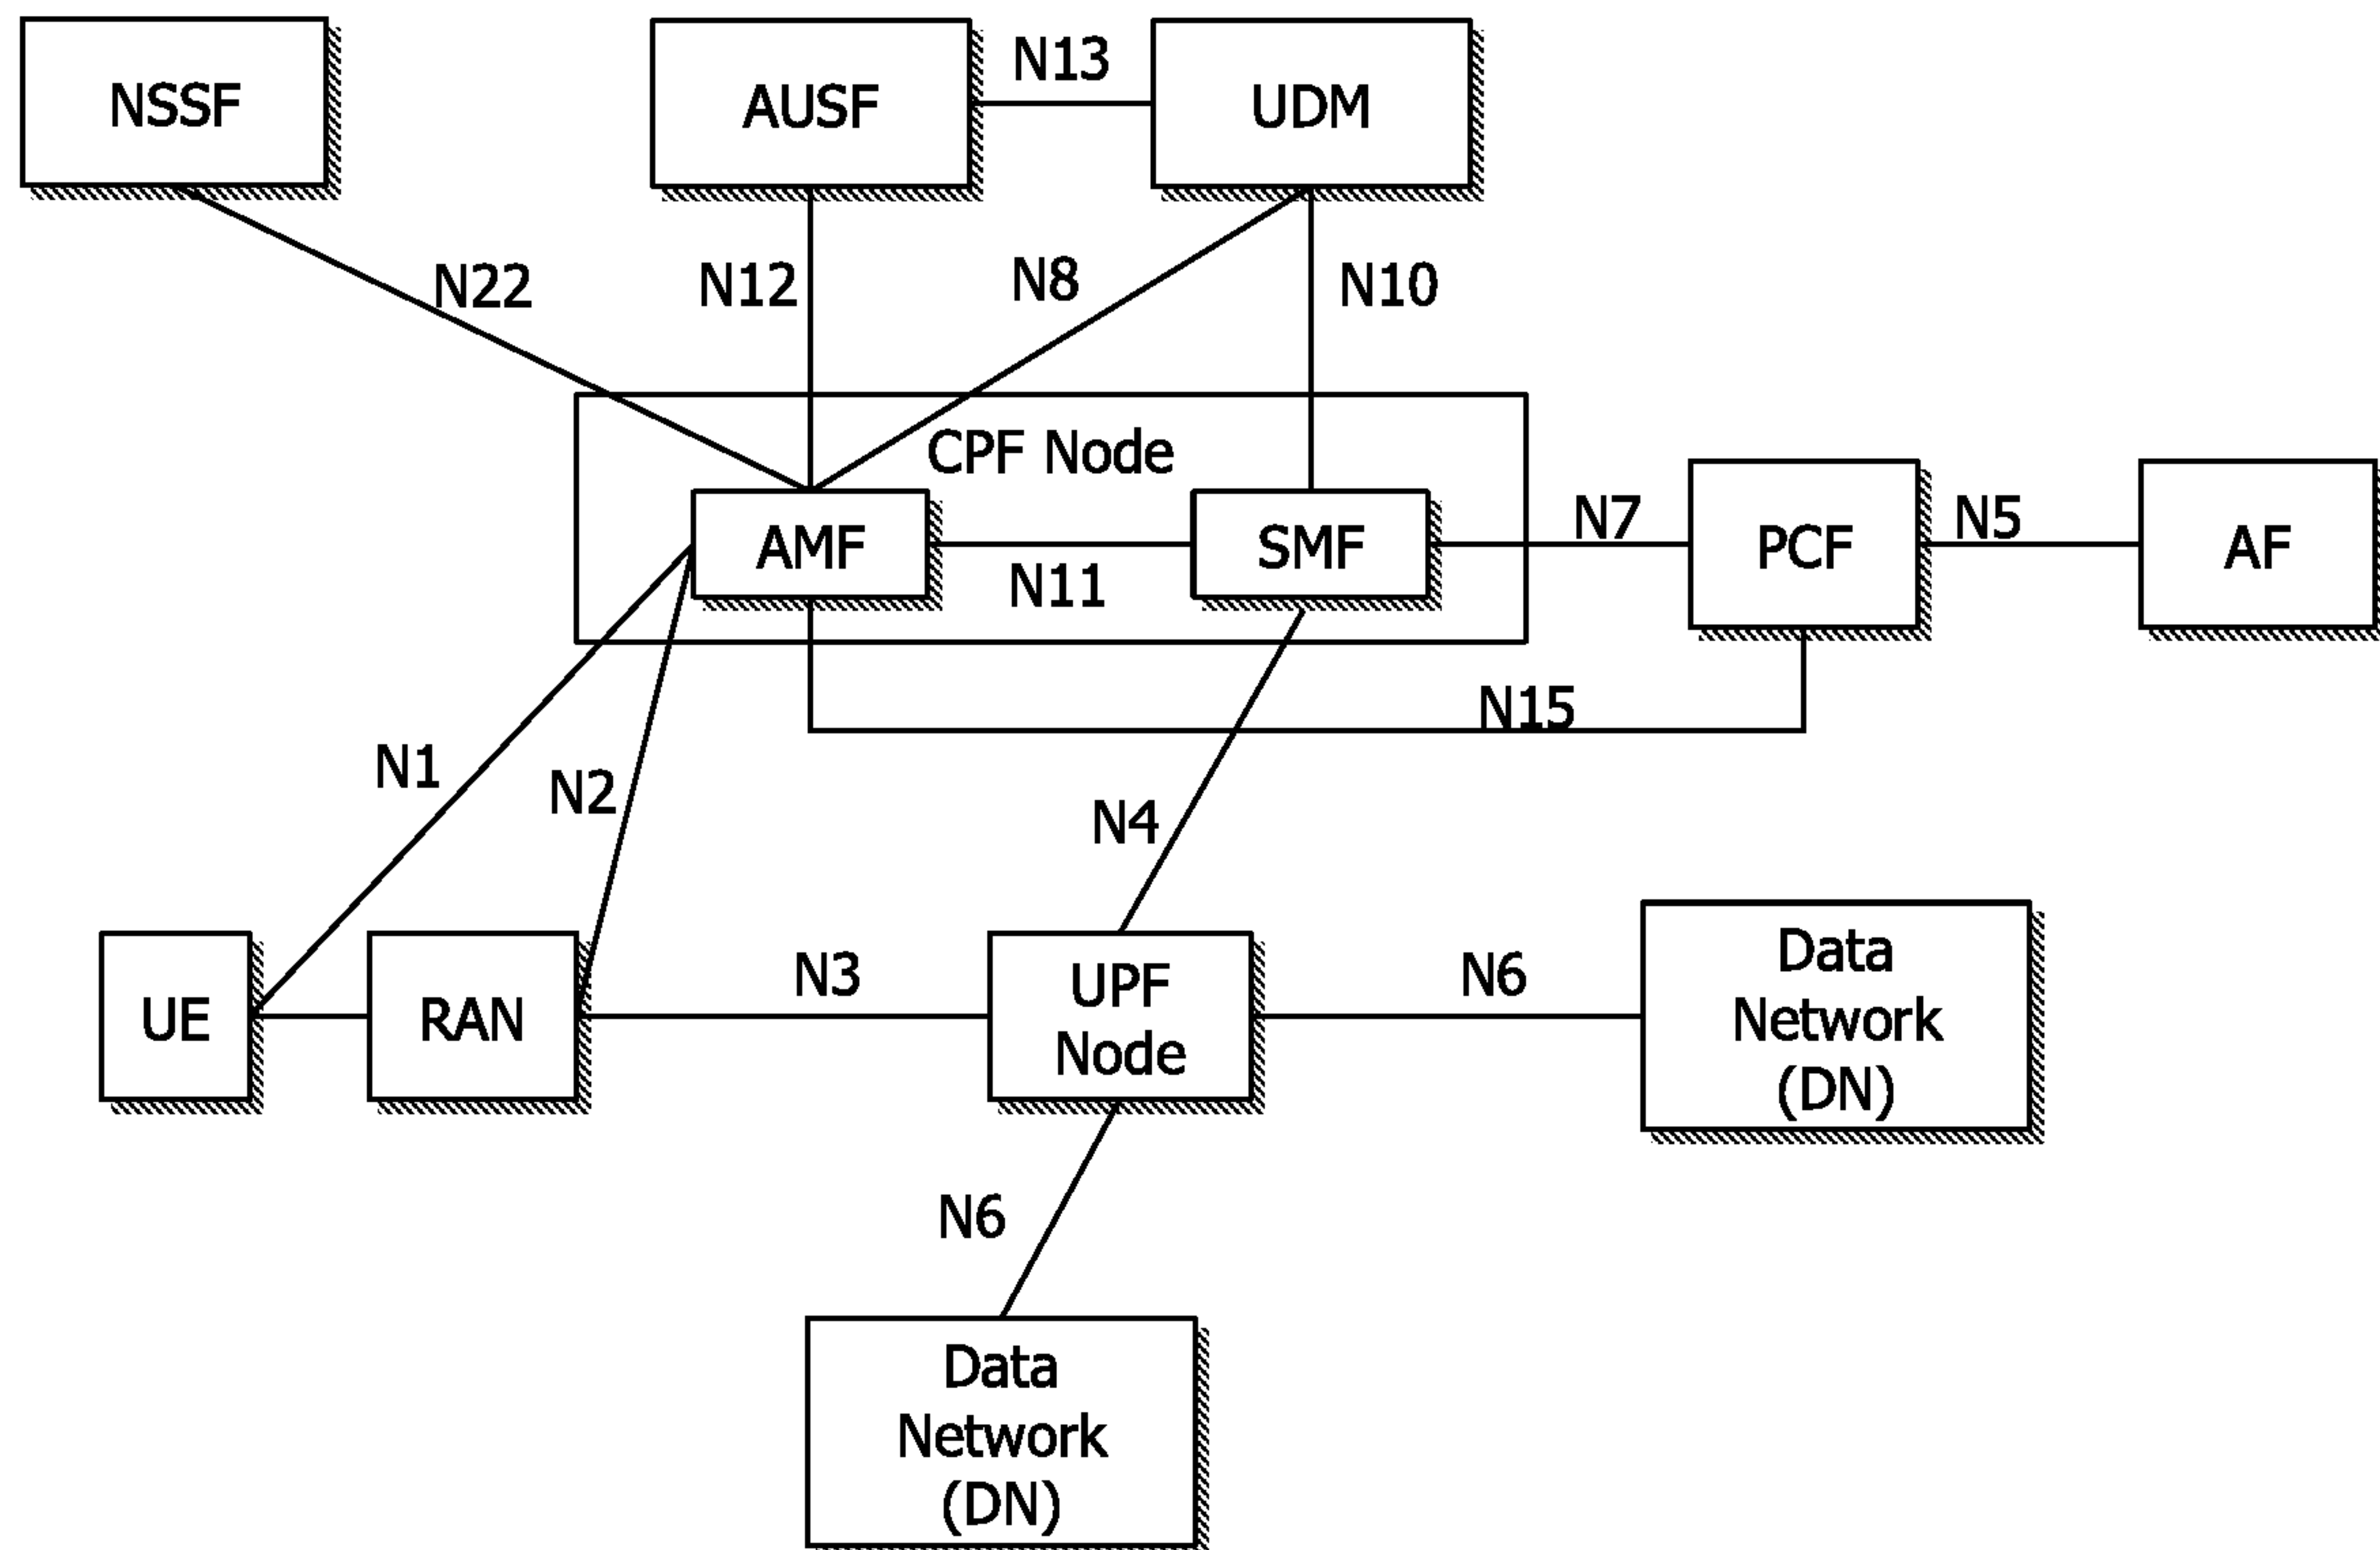 NSSF
AUSF
N13
UDM
N22
N12
N8
N10
CPF Node
AMF
N11
SMF
N7
PCF
N5
AF
N15
N1
N2
N4
UE
RAN
N3
UPF
Node
N6
Data
Network
(DN)
N6
Data
Network
(DN)